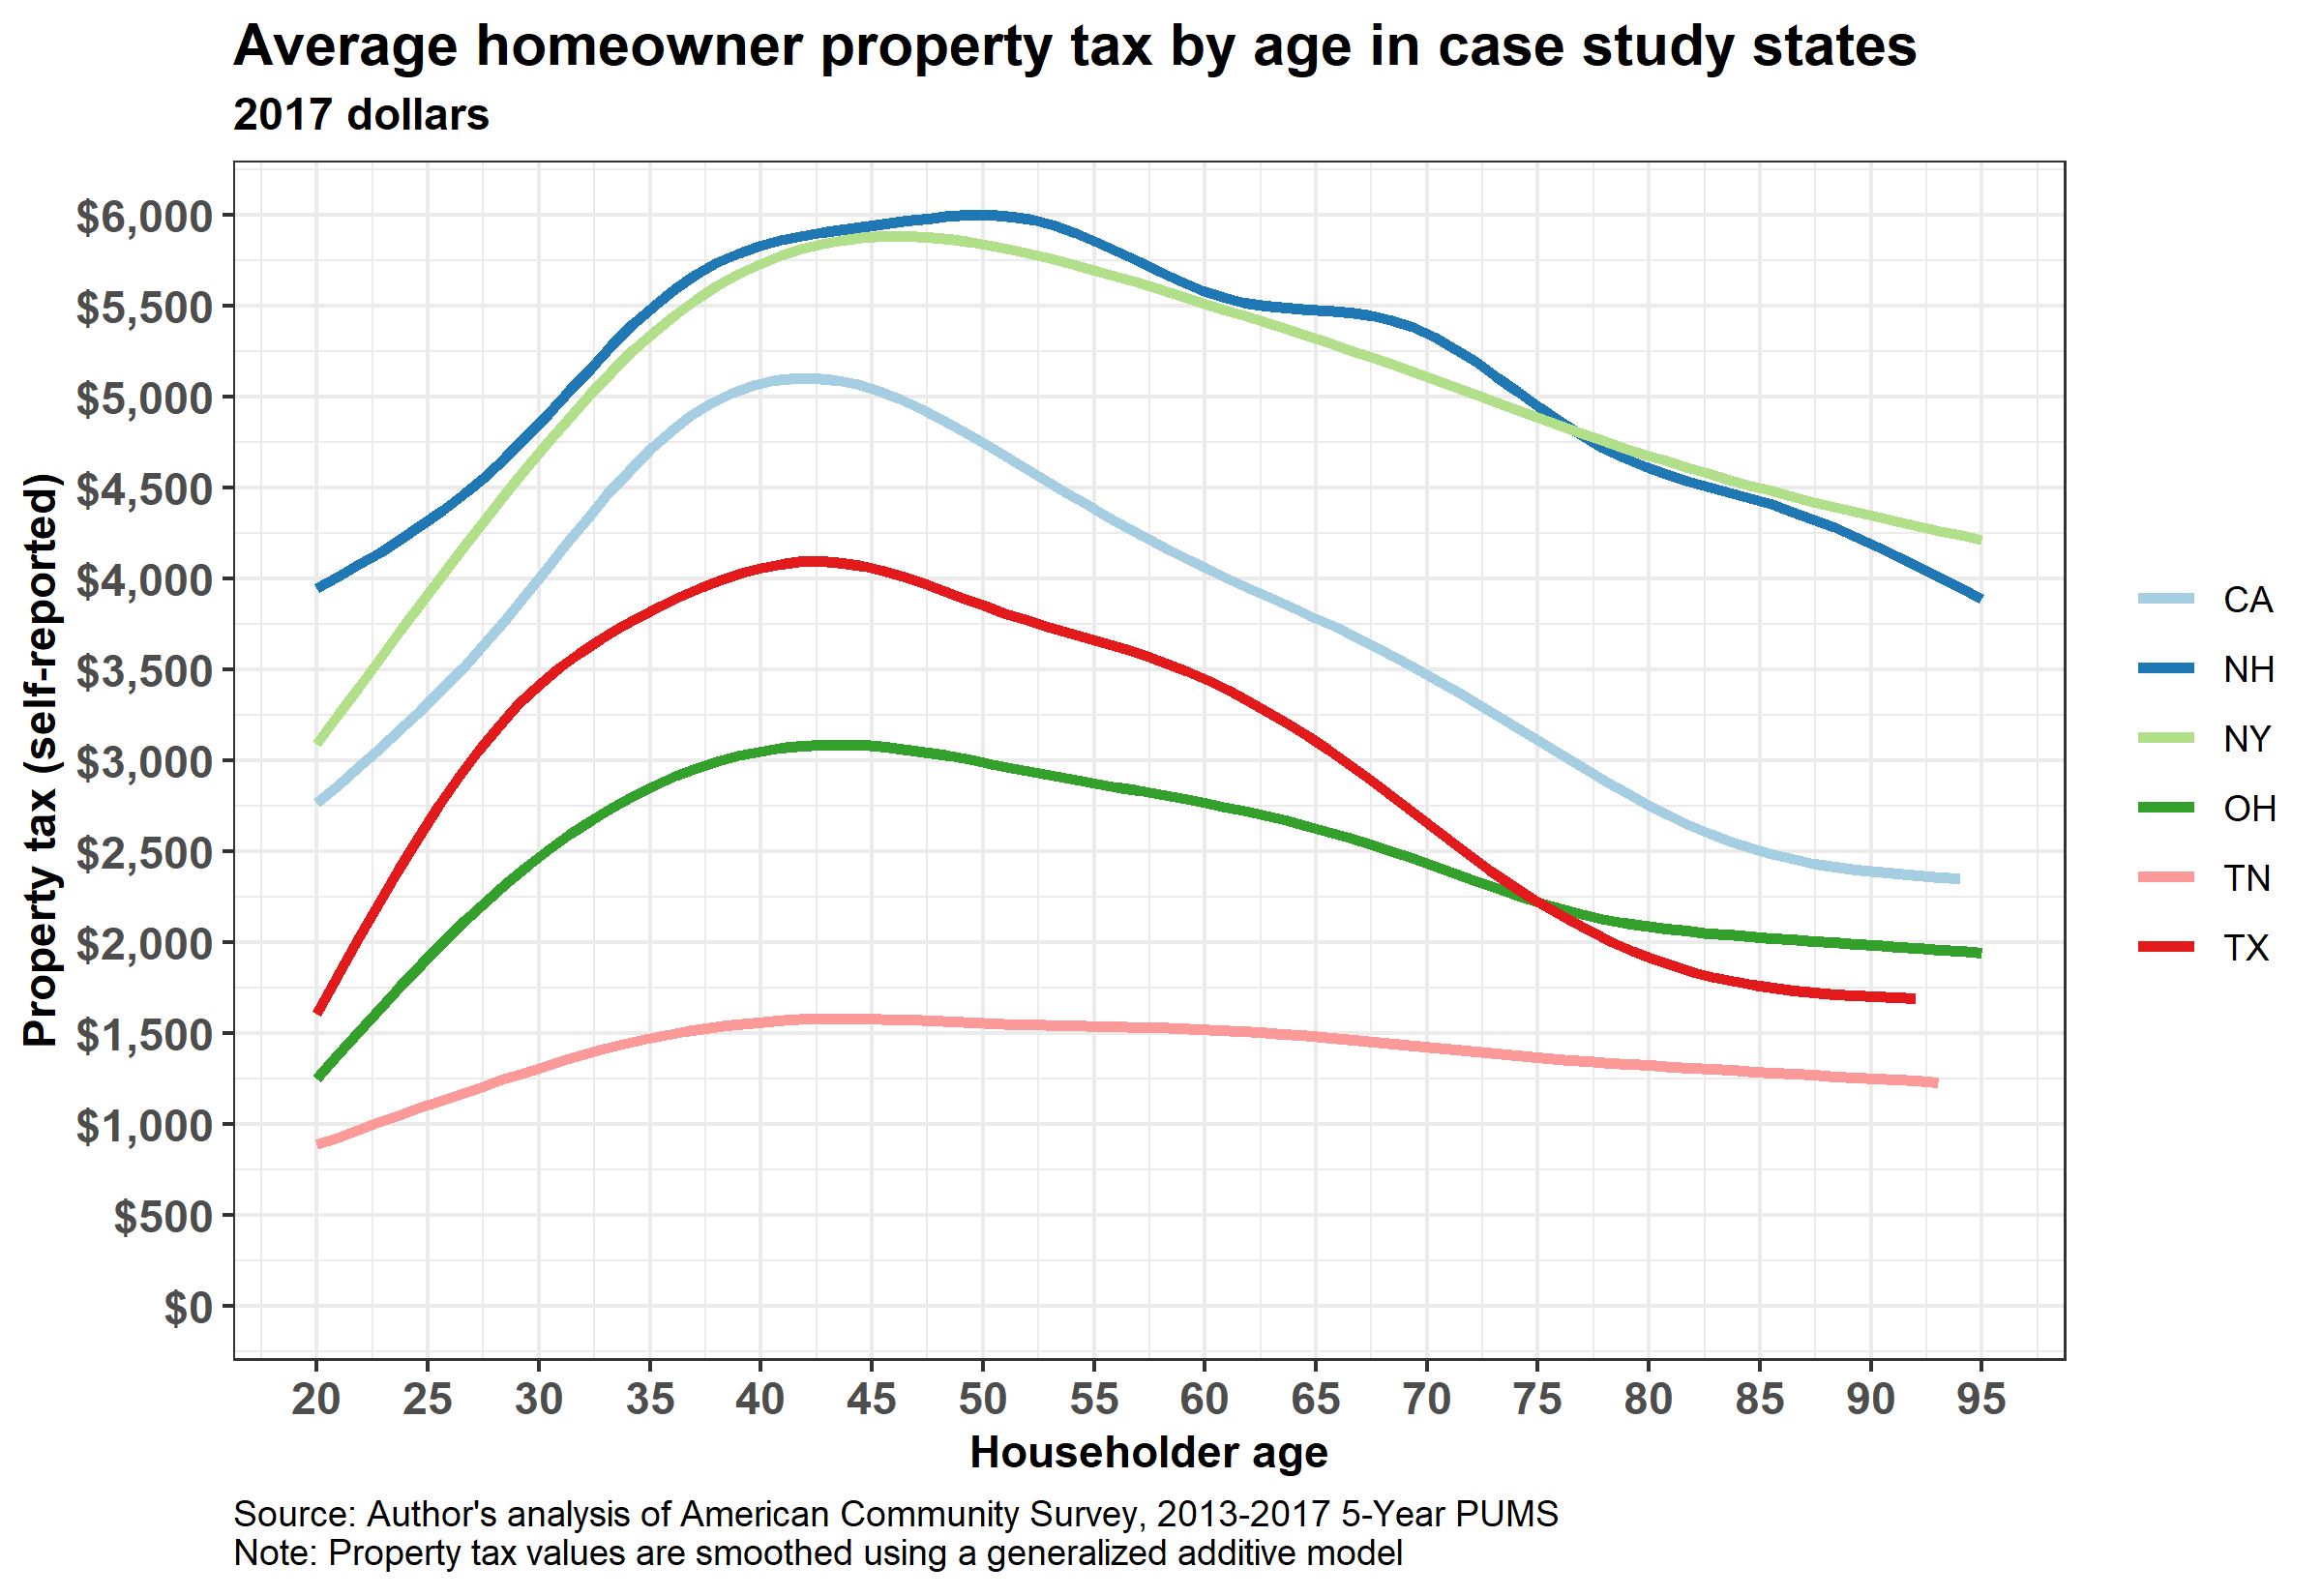 Average homeowner property tax by age in case study states
2017 dollars
Property tax (self-reported)
$6,000
$5,500
$5,000
$4,500
$4,000
$3,500
$3,000
$2,500
$2,000
$1,500
$1,000
$500
$0
20 25 30 35 40 45 50 55 60 65 70 75 80 85 90 95
Householder age
CA
NH
NY
OH
TN
TX
Source: Author's analysis of American Community Survey, 2013-2017 5-Year PUMS
Note: Property tax values are smoothed using a generalized additive model